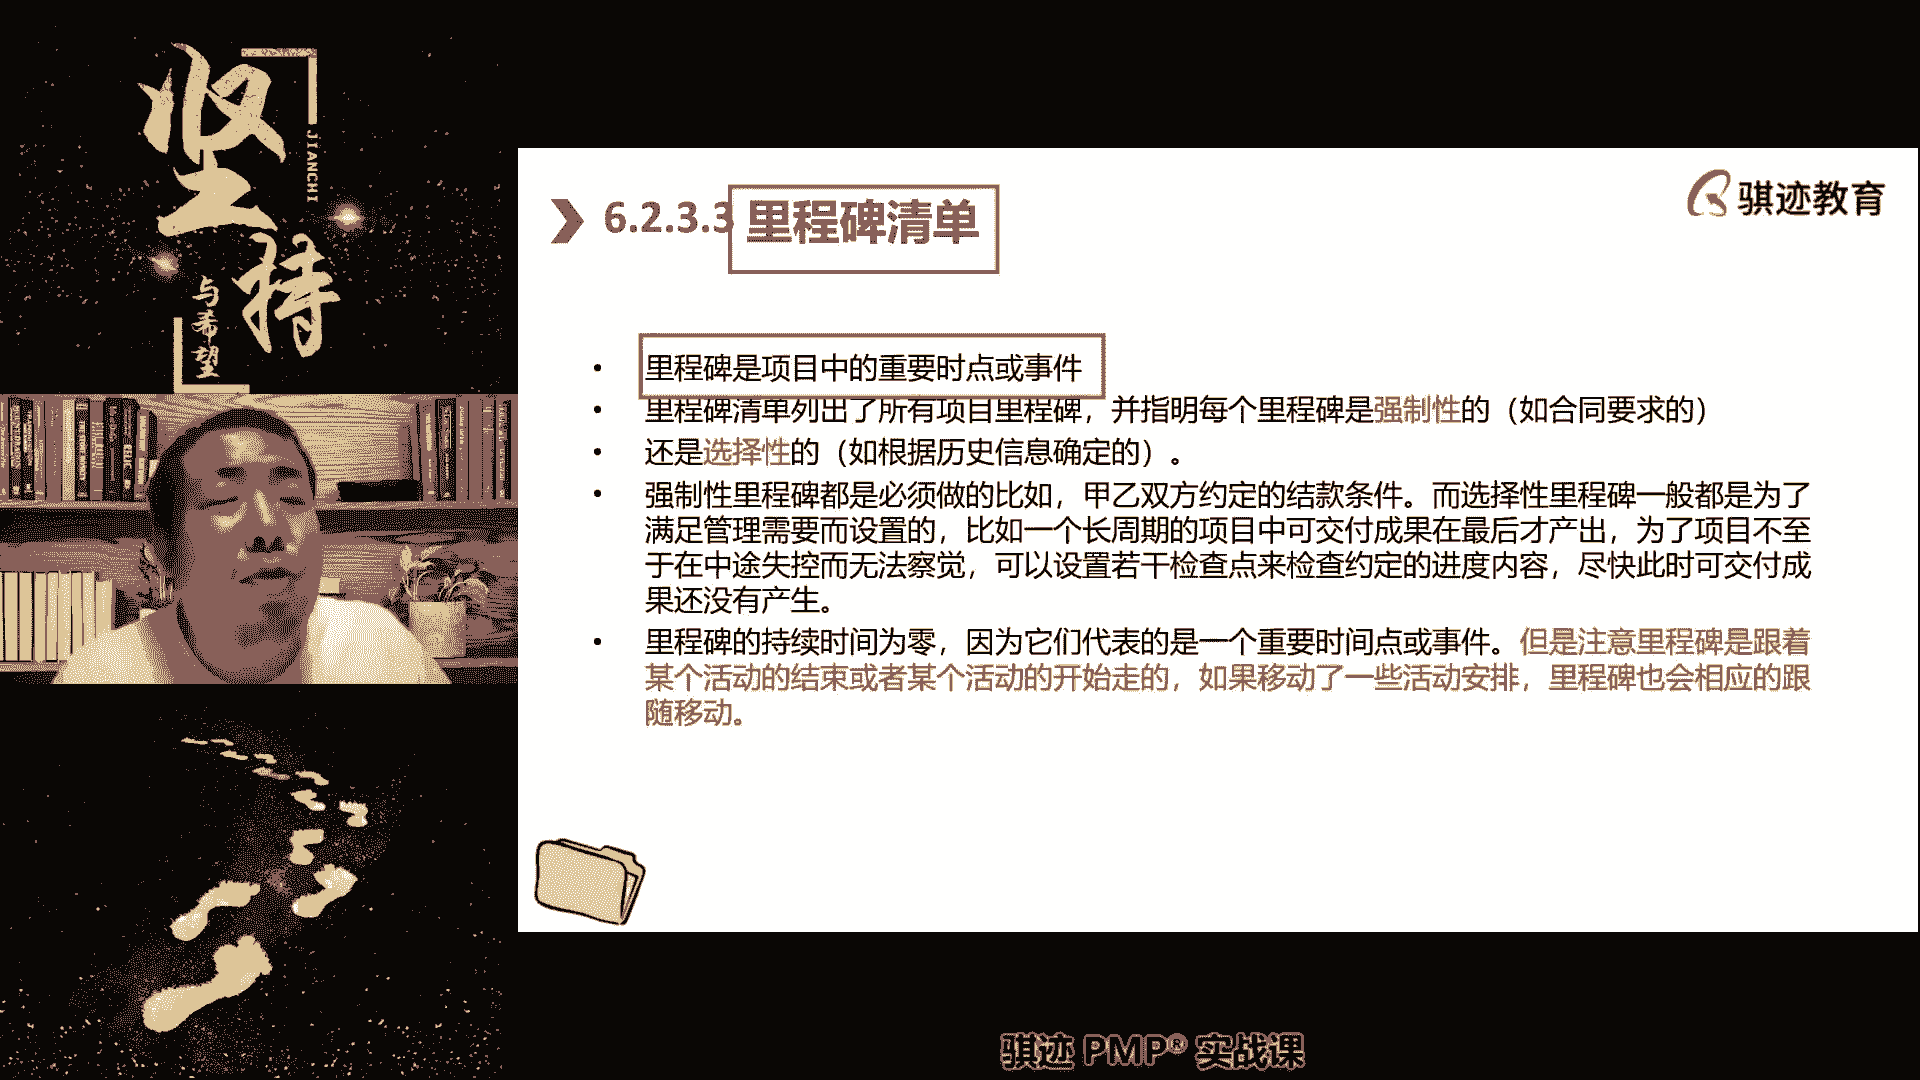 坚持
JIANCHI
与希望
骐迹教育
6.2.3.3 里程碑清单
• 里程碑是项目中的重要时点或事件
• 里程碑清单列出了所有项目里程碑，并指明每个里程碑是强制性的（如合同要求的）
• 还是选择性的（如根据历史信息确定的）。
• 强制性里程碑都是必须做的比如，甲乙双方约定的结款条件。而选择性里程碑一般都是为了
满足管理需要而设置的，比如一个长周期的项目中可交付成果在最后才产出，为了项目不至
于在中途失控而无法察觉，可以设置若干检查点来检查约定的进度内容，尽快此时可交付成
果还没有产生。
• 里程碑的持续时间为零，因为它们代表的是一个重要时间点或事件。但是注意里程碑是跟着
某个活动的结束或者某个活动的开始走的，如果移动了一些活动安排，里程碑也会相应的跟
随移动。
骐迹 PMP® 实战课